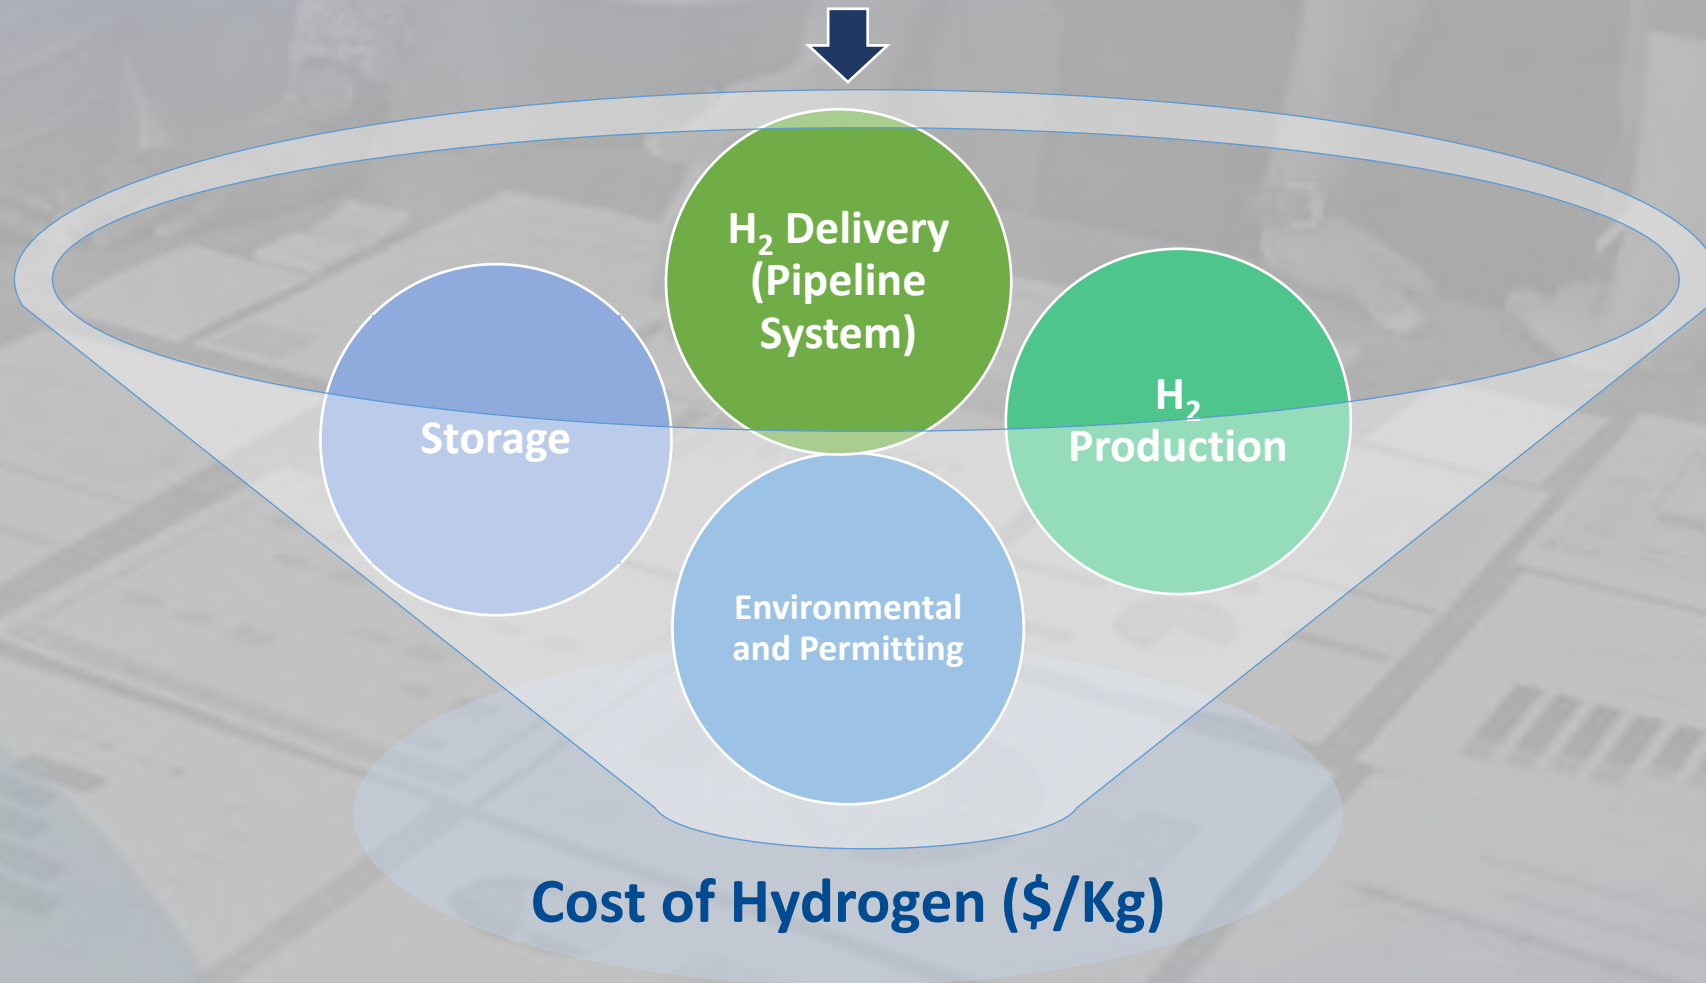 H₂ Delivery
(Pipeline
System)
Storage
H₂
Production
Environmental
and Permitting
Cost of Hydrogen ($/Kg)